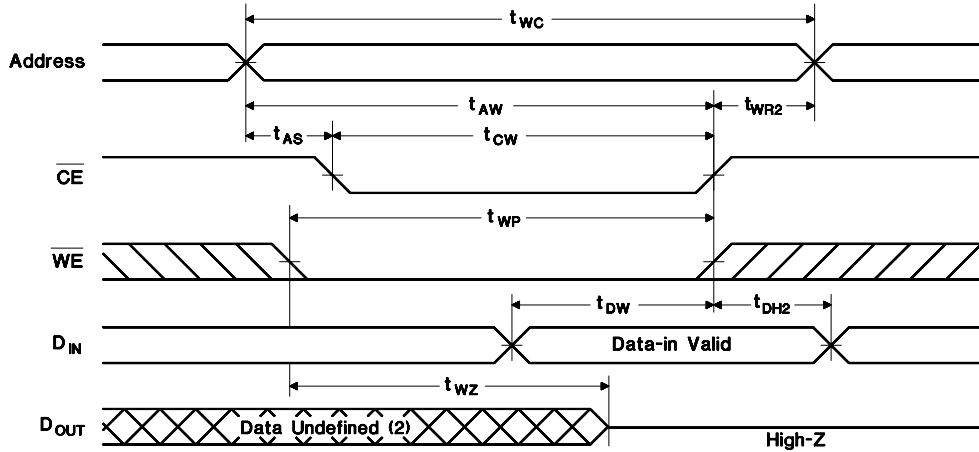 tWC
Address
tAW
tWR2
tAS
tCW
CE
tWP
WE
tDW
tDH2
DIN
Data-in Valid
tWZ
DOUT
Data Undefined (2)
High-Z